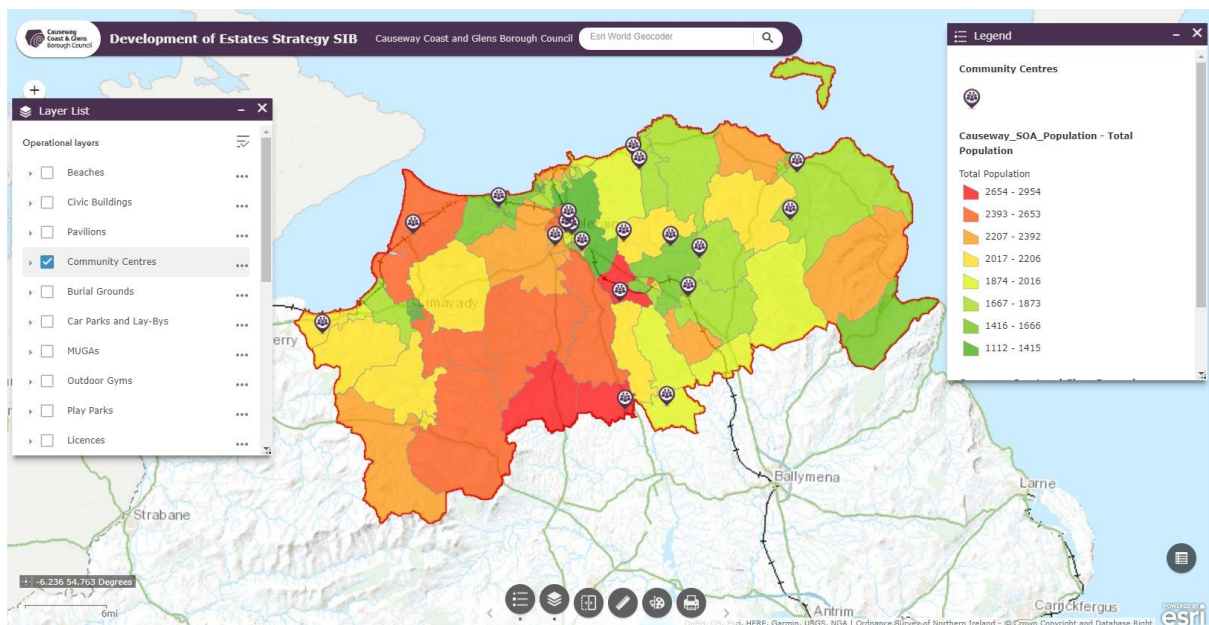 Causeway
Coast & Glens
Borough Council
Development of Estates Strategy SIB
Causeway Coast and Glens Borough Council
Esri World Geocoder
+
Layer List
Operational layers
Beaches
Civic Buildings
Pavilions
Community Centres
Burial Grounds
Car Parks and Lay-Bys
MUGAs
Outdoor Gyms
Play Parks
Licences
Legend
Community Centres
Causeway_SOA_Population - Total
Population
Total Population
2654 - 2954
2393 - 2653
2207 - 2392
2017 - 2206
1874 - 2016
1667 - 1873
1416 - 1666
1112 - 1415
Limavady
erry
Ballymena
Larne
Strabane
Antrim
Carrickfergus
-6.236 54.763 Degrees
6mi
HERE, Garmin, USGS, NGA | Ordnance Survey of Northern Ireland - © Crown Copyright and Database Right
POWERED BY
esri